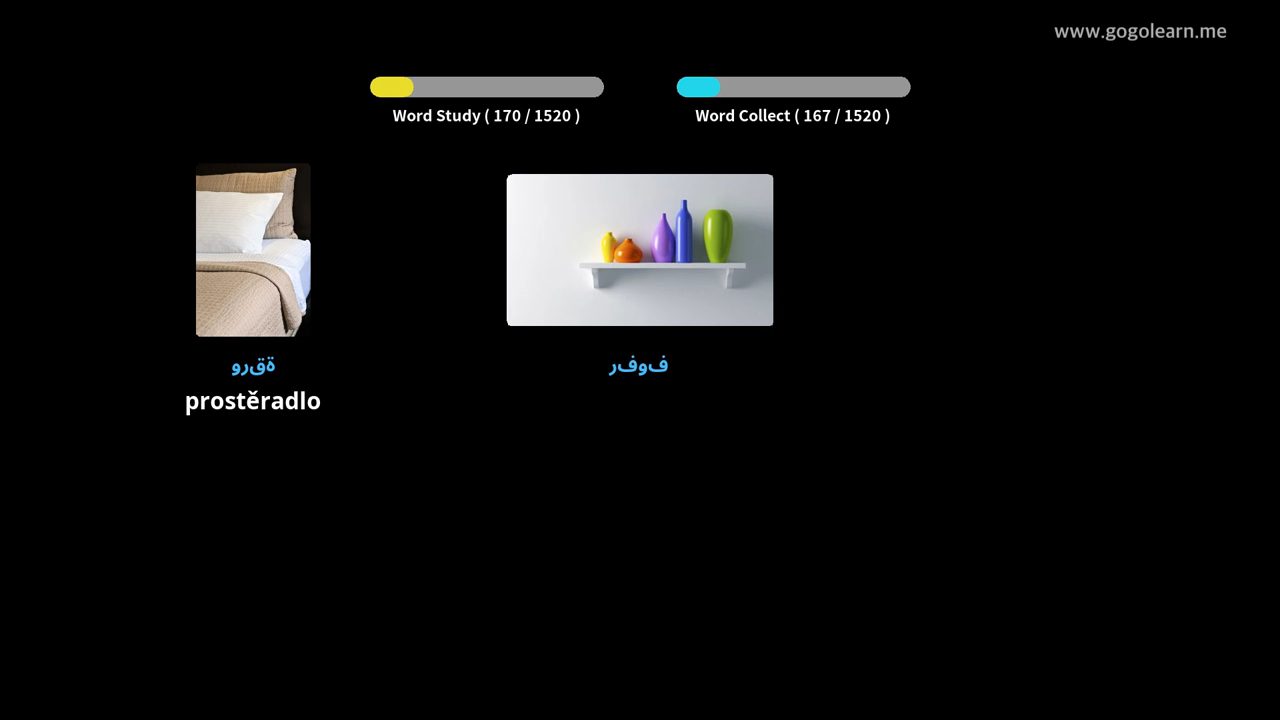 www.gogolearn.me
Word Study ( 170 / 1520 )
Word Collect ( 167 / 1520 )
ةقرو
prostěradlo
فوفر